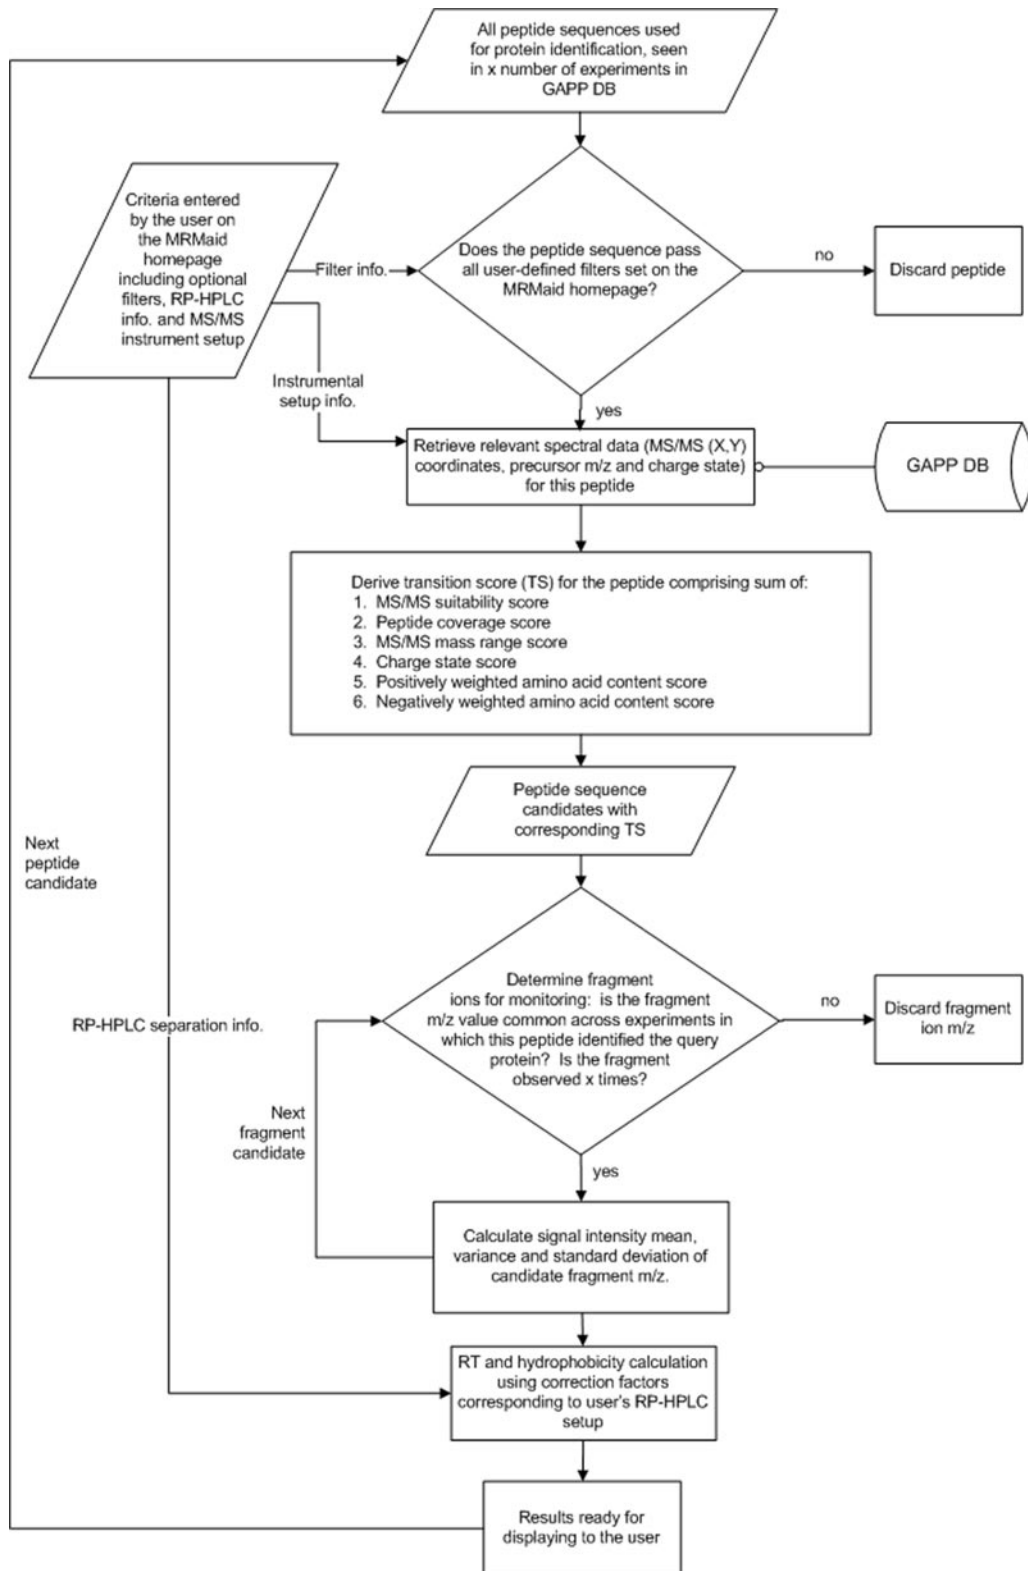 All peptide sequences used
for protein identification, seen
in x number of experiments in
GAPP DB
Criteria entered
by the user on
the MRMaid
homepage
including optional
filters, RP-HPLC
info. and MS/MS
instrument setup
Filter info.
Does the peptide sequence pass
all user-defined filters set on the
MRMaid homepage?
no
Discard peptide
Instrumental
setup info.
yes
Retrieve relevant spectral data (MS/MS (X,Y)
coordinates, precursor m/z and charge state)
for this peptide
GAPP DB
Derive transition score (TS) for the peptide comprising sum of:
1. MS/MS suitability score
2. Peptide coverage score
3. MS/MS mass range score
4. Charge state score
5. Positively weighted amino acid content score
6. Negatively weighted amino acid content score
Peptide sequence
candidates with
corresponding TS
Next
peptide
candidate
Determine fragment
ions for monitoring: is the fragment
m/z value common across experiments in
which this peptide identified the query
protein? Is the fragment
observed x times?
no
Discard fragment
ion m/z
RP-HPLC separation info.
Next
fragment
candidate
yes
Calculate signal intensity mean,
variance and standard deviation of
candidate fragment m/z.
RT and hydrophobicity calculation
using correction factors
corresponding to user's RP-HPLC
setup
Results ready for
displaying to the user